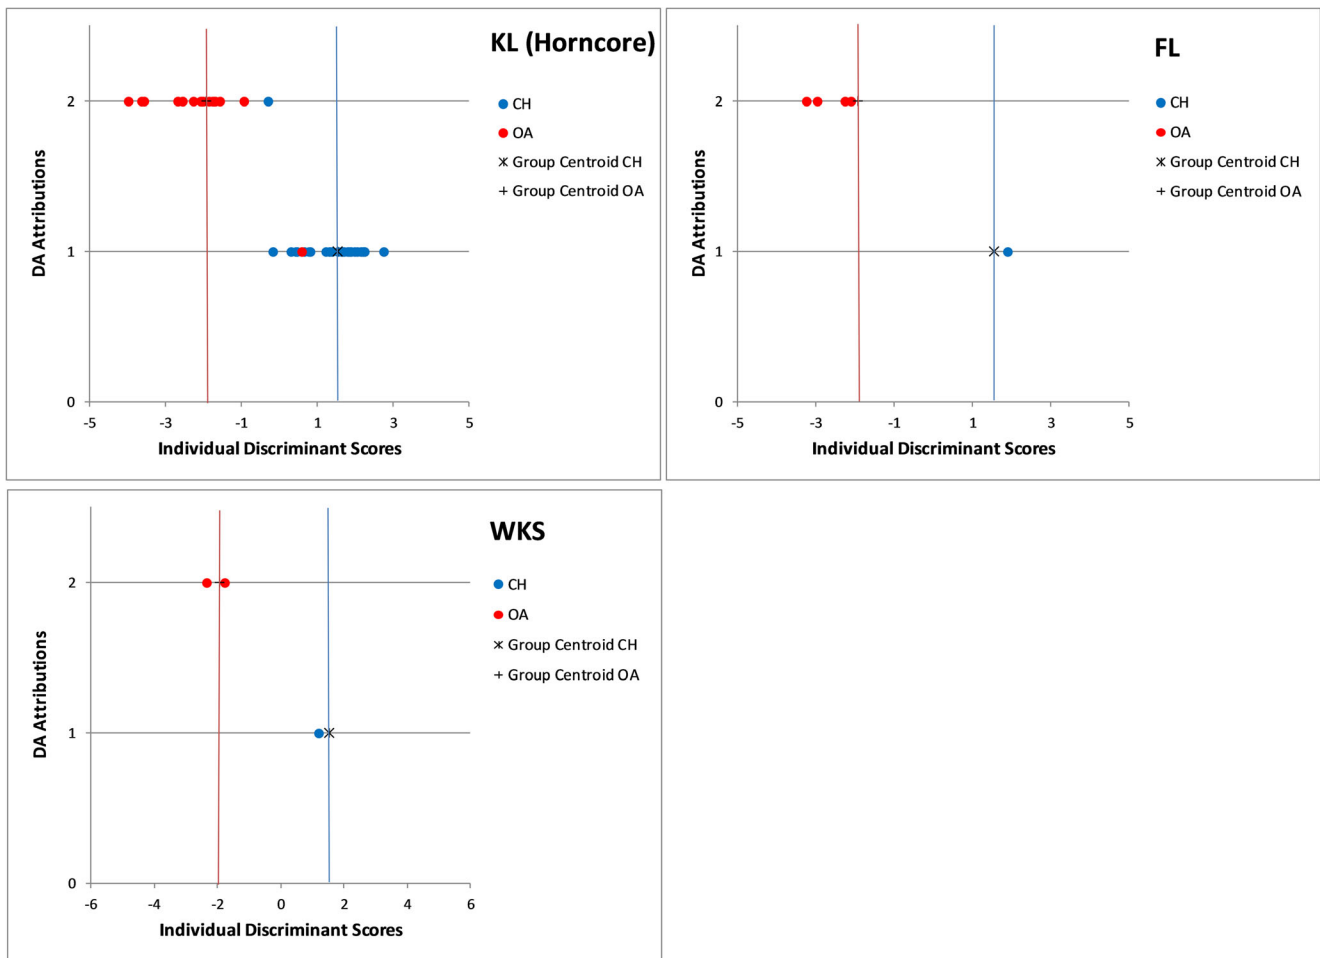 KL (Horncore)
2
1
0
DA Attributions
-5 -3 -1 1 3 5
Individual Discriminant Scores
CH
OA
Group Centroid CH
Group Centroid OA
FL
2
1
0
DA Attributions
-5 -3 -1 1 3 5
Individual Discriminant Scores
CH
OA
Group Centroid CH
Group Centroid OA
WKS
2
1
0
DA Attributions
-6 -4 -2 0 2 4 6
Individual Discriminant Scores
CH
OA
Group Centroid CH
Group Centroid OA